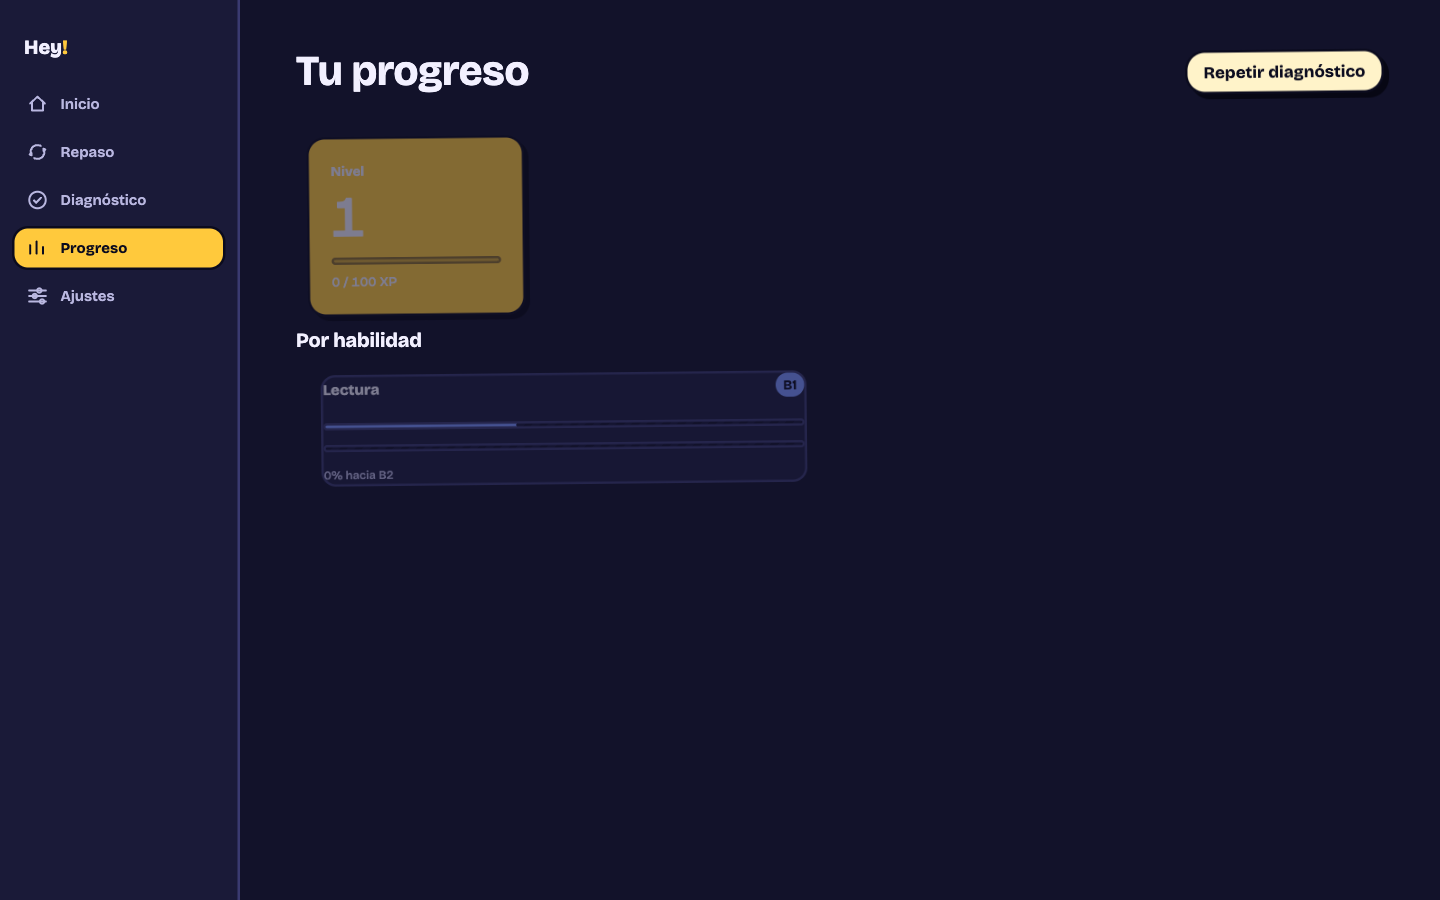 Hey!
Inicio
Repaso
Diagnóstico
Progreso
Ajustes
Tu progreso
Repetir diagnóstico
Nivel
1
0 / 100 XP
Por habilidad
Lectura
B1
0% hacia B2